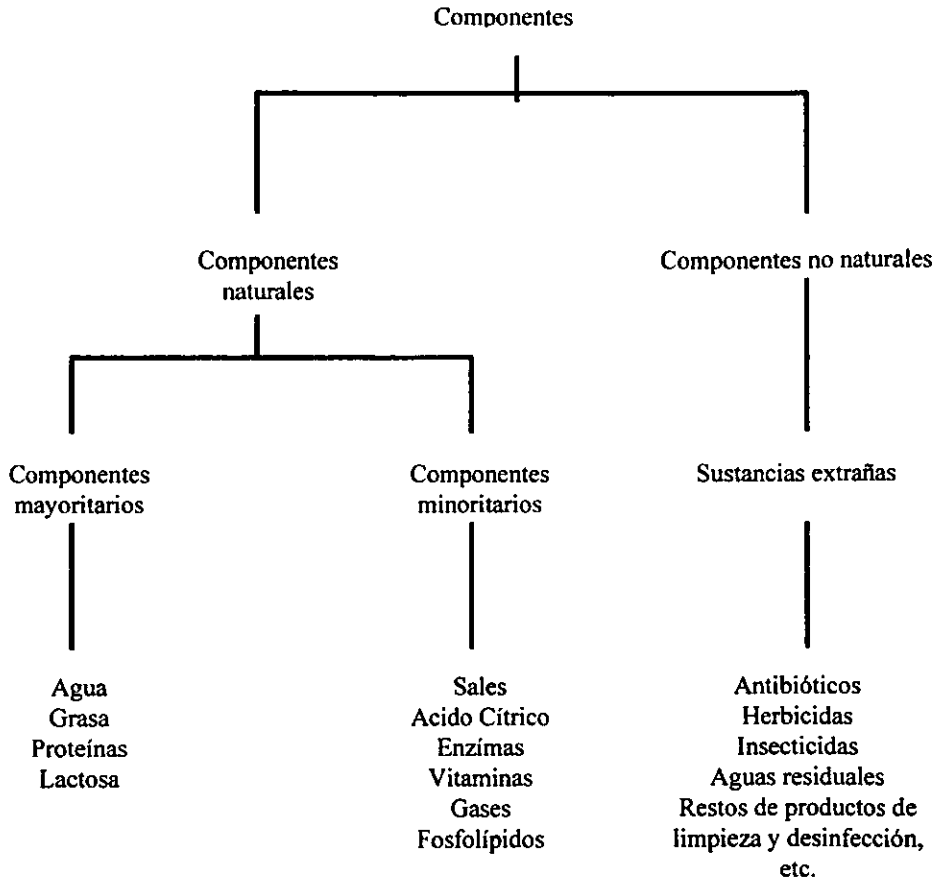 Componentes
Componentes
naturales
Componentes no naturales
Componentes
mayoritarios
Componentes
minoritarios
Sustancias extrañas
Agua
Grasa
Proteínas
Lactosa
Sales
Acido Cítrico
Enzímas
Vitaminas
Gases
Fosfolípidos
Antibióticos
Herbicidas
Insecticidas
Aguas residuales
Restos de productos de
limpieza y desinfección,
etc.